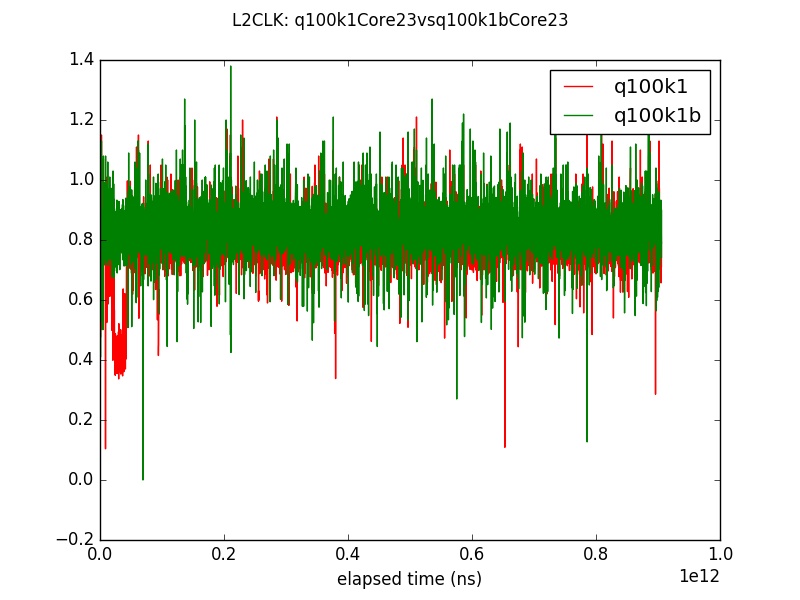 L2CLK: q100k1Core23vsq100k1bCore23
1.4
1.2
1.0
0.8
0.6
0.4
0.2
0.0
−0.2
q100k1
q100k1b
0.0 0.2 0.4 0.6 0.8 1.0
1e12
elapsed time (ns)